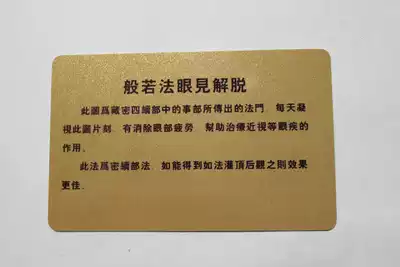 般若法眼見解脱
此圖爲藏密四續部中的事部所傳出的法門﹐每天凝
視此圖片刻﹐有消除眼部疲勞﹐幫助治療近視等眼疾的
作用。
此法爲密續部法﹐如能得到如法灌頂后觀之則效果
更佳。